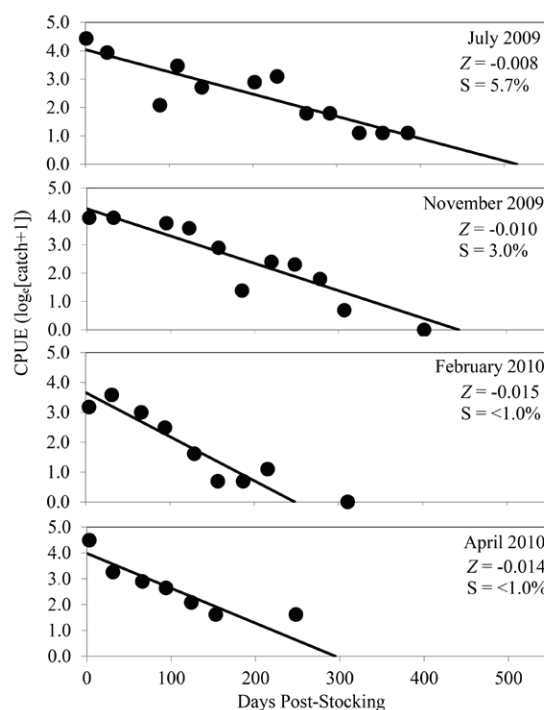 5.0
4.0
3.0
2.0
1.0
0.0
July 2009
Z = -0.008
S = 5.7%
5.0
4.0
3.0
2.0
1.0
0.0
November 2009
Z = -0.010
S = 3.0%
CPUE (logₑ[catch+1])
5.0
4.0
3.0
2.0
1.0
0.0
February 2010
Z = -0.015
S = <1.0%
5.0
4.0
3.0
2.0
1.0
0.0
April 2010
Z = -0.014
S = <1.0%
0 100 200 300 400 500
Days Post-Stocking